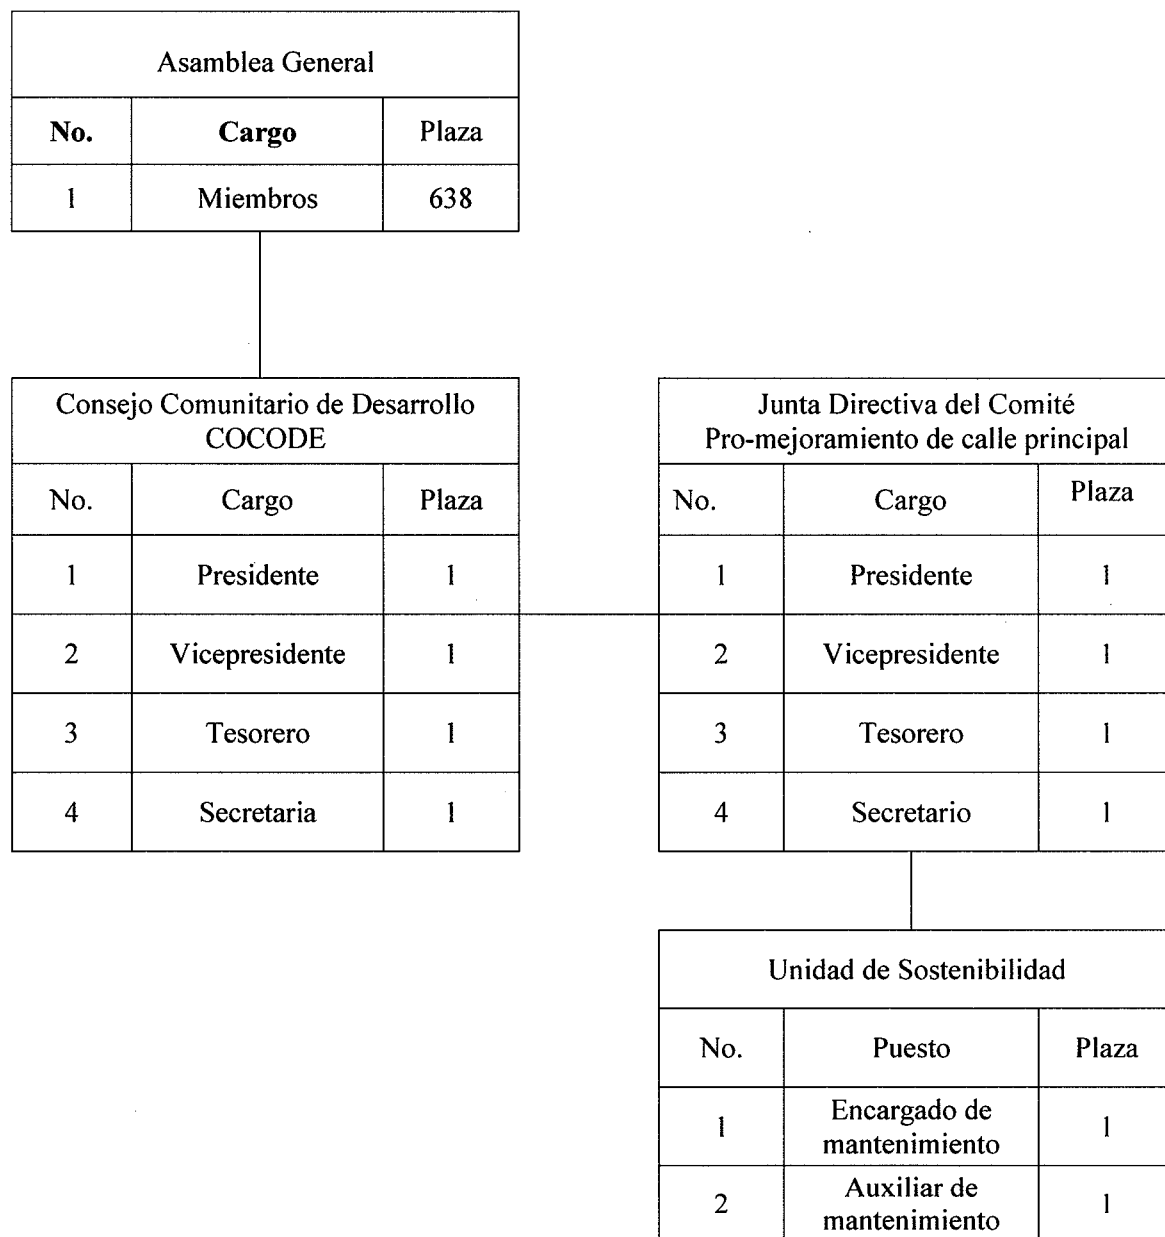 Asamblea General
No. Cargo Plaza
1 Miembros 638
Consejo Comunitario de Desarrollo
COCODE
No. Cargo Plaza
1 Presidente 1
2 Vicepresidente 1
3 Tesorero 1
4 Secretaria 1
Junta Directiva del Comité
Pro-mejoramiento de calle principal
No. Cargo Plaza
1 Presidente 1
2 Vicepresidente 1
3 Tesorero 1
4 Secretario 1
Unidad de Sostenibilidad
No. Puesto Plaza
1 Encargado de mantenimiento 1
2 Auxiliar de mantenimiento 1